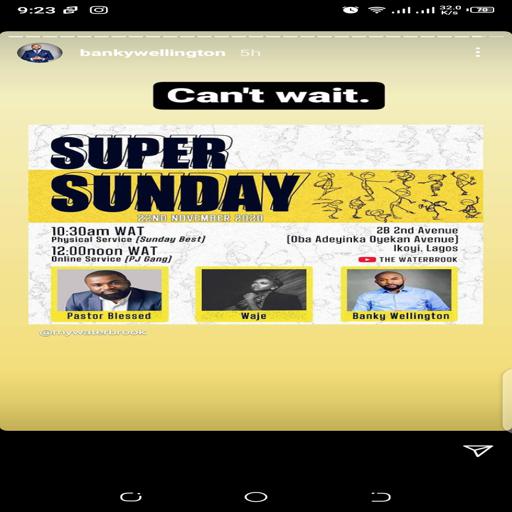 9:23
32.0
K/s
70
bankywellington 5h
Can't wait.
SUPER
SUNDAY
22ND NOVEMBER 2020
10:30am WAT
Physical Service (Sunday Best)
12:00noon WAT
Online Service (PJ Gang)
2B 2nd Avenue
(Oba Adeyinka Oyekan Avenue)
Ikoyi, Lagos
THE WATERBROOK
Pastor Blessed
Waje
Banky Wellington
@mywaterbrook